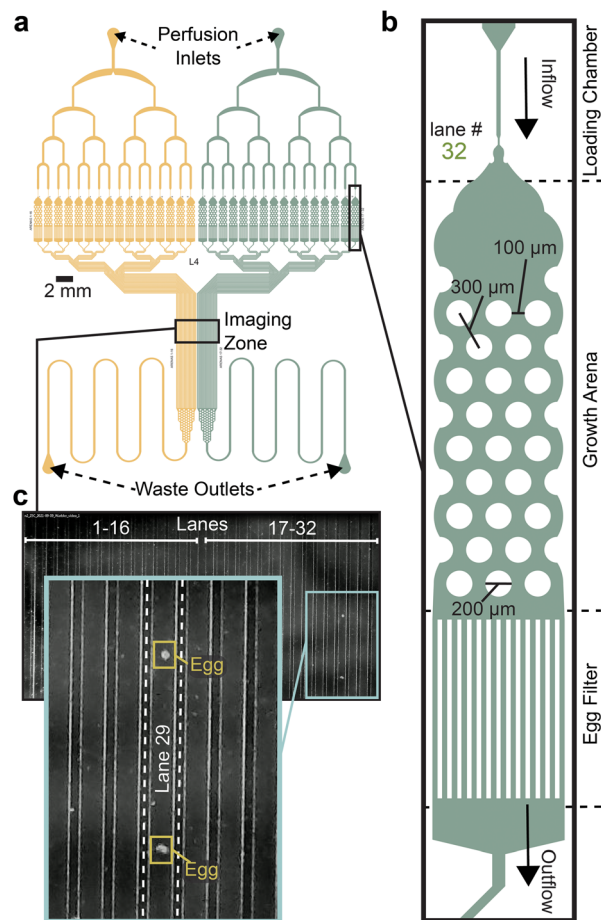 a
Perfusion
Inlets
L4
2 mm
Imaging
Zone
Waste Outlets
b
Inflow
lane #
32
Loading Chamber
100 µm
300 µm
Growth Arena
200 µm
Egg Filter
Outflow
c
Lanes
1-16
17-32
Egg
Lane 29
Egg